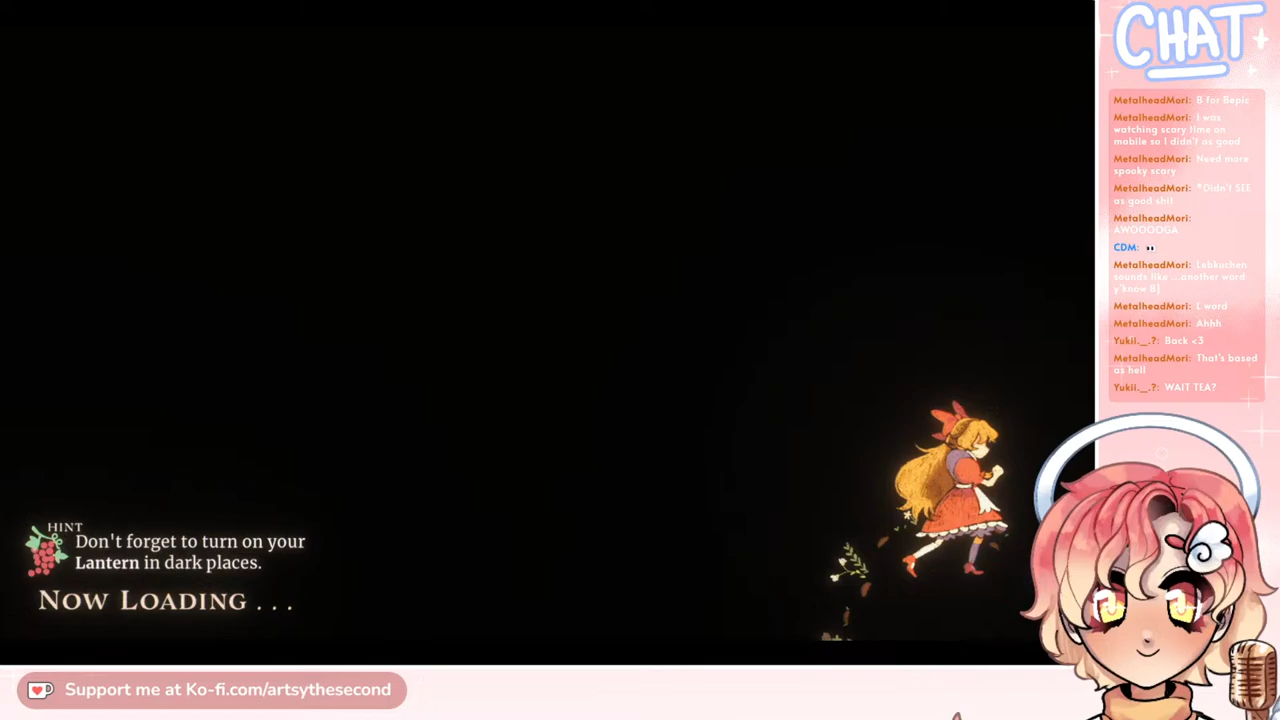 CHAT
MetalheadMori: B for Bepic
MetalheadMori: I was
watching scary time on
mobile so I didn't as good
MetalheadMori: Need more
spooky scary
MetalheadMori: *Didn't SEE
as good shit
MetalheadMori:
AWOOOOGA
CDM:
MetalheadMori: Lebkuchen
sounds like ...another word
y'know B]
MetalheadMori: L word
MetalheadMori: Ahhh
Yukii._.?: Back <3
MetalheadMori: That's based
as hell
Yukii._.?: WAIT TEA?
HINT
Don't forget to turn on your
Lantern in dark places.
NOW LOADING . . .
Support me at Ko-fi.com/artsythesecond